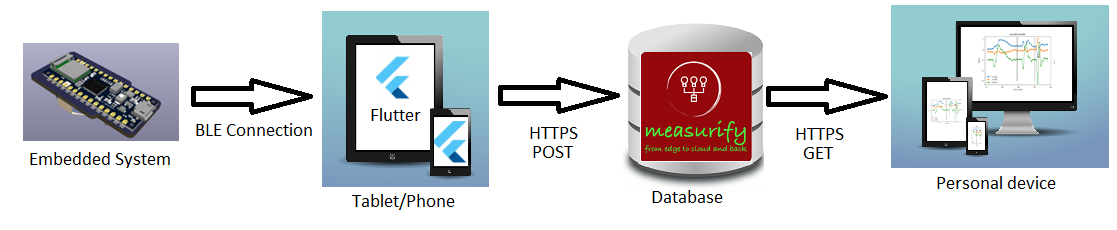 BLE Connection
Embedded System
Flutter
Tablet/Phone
HTTPS
POST
measurify
from edge to cloud and back
Database
HTTPS
GET
Personal device